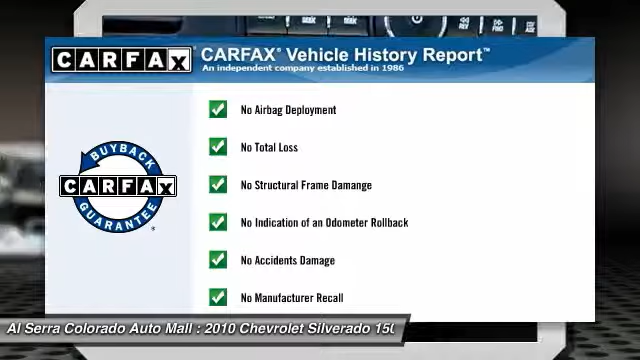 CARFAX
CARFAX® Vehicle History Report™
An independent company established in 1986
No Airbag Deployment
No Total Loss
No Structural Frame Damange
No Indication of an Odometer Rollback
No Accidents Damage
No Manufacturer Recall
BUYBACK
CARFAX
GUARANTEE®
Al Serra Colorado Auto Mall : 2010 Chevrolet Silverado 150